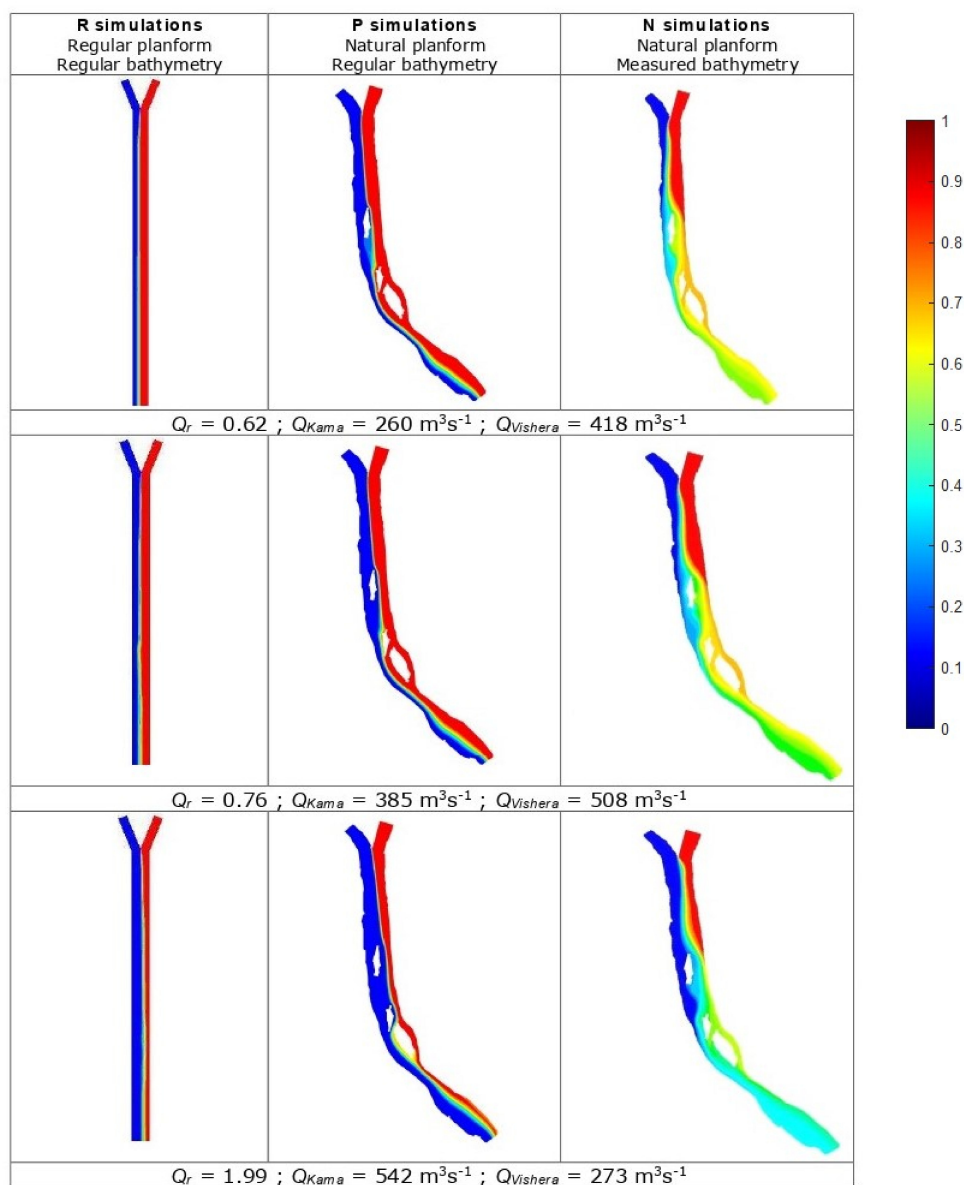 R simulations
Regular planform
Regular bathymetry
P simulations
Natural planform
Regular bathymetry
N simulations
Natural planform
Measured bathymetry
Qr = 0.62 ; QKama = 260 m³s⁻¹ ; QVishera = 418 m³s⁻¹
Qr = 0.76 ; QKama = 385 m³s⁻¹ ; QVishera = 508 m³s⁻¹
Qr = 1.99 ; QKama = 542 m³s⁻¹ ; QVishera = 273 m³s⁻¹
1
0.9
0.8
0.7
0.6
0.5
0.4
0.3
0.2
0.1
0